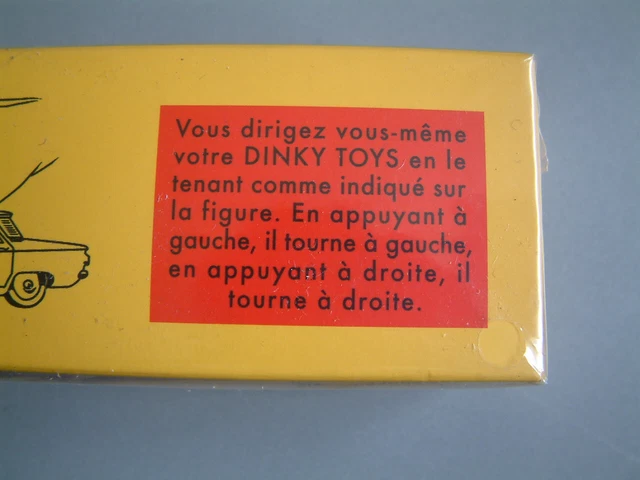 Vous dirigez vous-même
votre DINKY TOYS en le
tenant comme indiqué sur
la figure. En appuyant à
gauche, il tourne à gauche,
en appuyant à droite, il
tourne à droite.